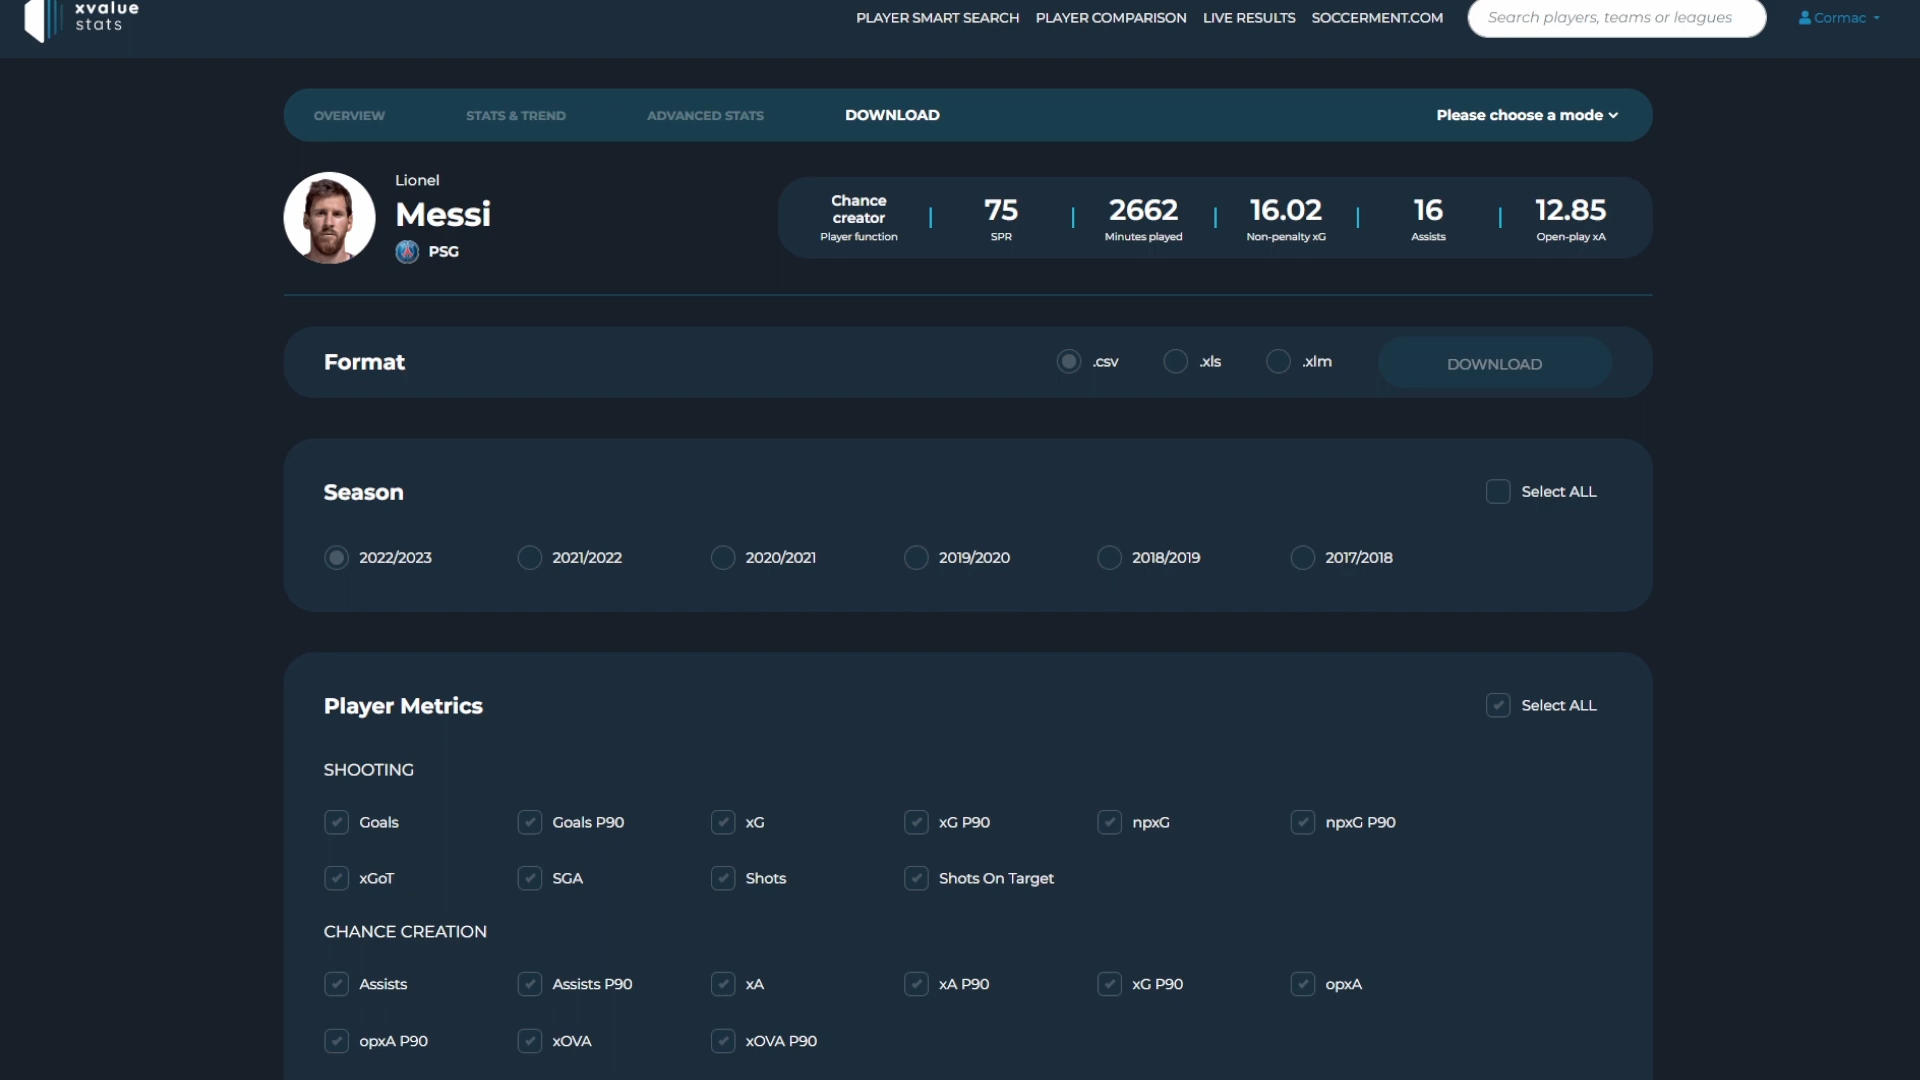 xvalue
stats
PLAYER SMART SEARCH PLAYER COMPARISON LIVE RESULTS SOCCERMENT.COM Search players, teams or leagues Cormac
OVERVIEW STATS & TREND ADVANCED STATS DOWNLOAD Please choose a mode
Lionel
Messi
PSG
Chance
creator
Player function
75
SPR
2662
Minutes played
16.02
Non-penalty xG
16
Assists
12.85
Open-play xA
Format .csv .xls .xlm DOWNLOAD
Season Select ALL
2022/2023 2021/2022 2020/2021 2019/2020 2018/2019 2017/2018
Player Metrics Select ALL
SHOOTING
Goals Goals P90 xG xG P90 npxG npxG P90
xGoT SGA Shots Shots On Target
CHANCE CREATION
Assists Assists P90 xA xA P90 xG P90 opxA
opxA P90 xOVA xOVA P90